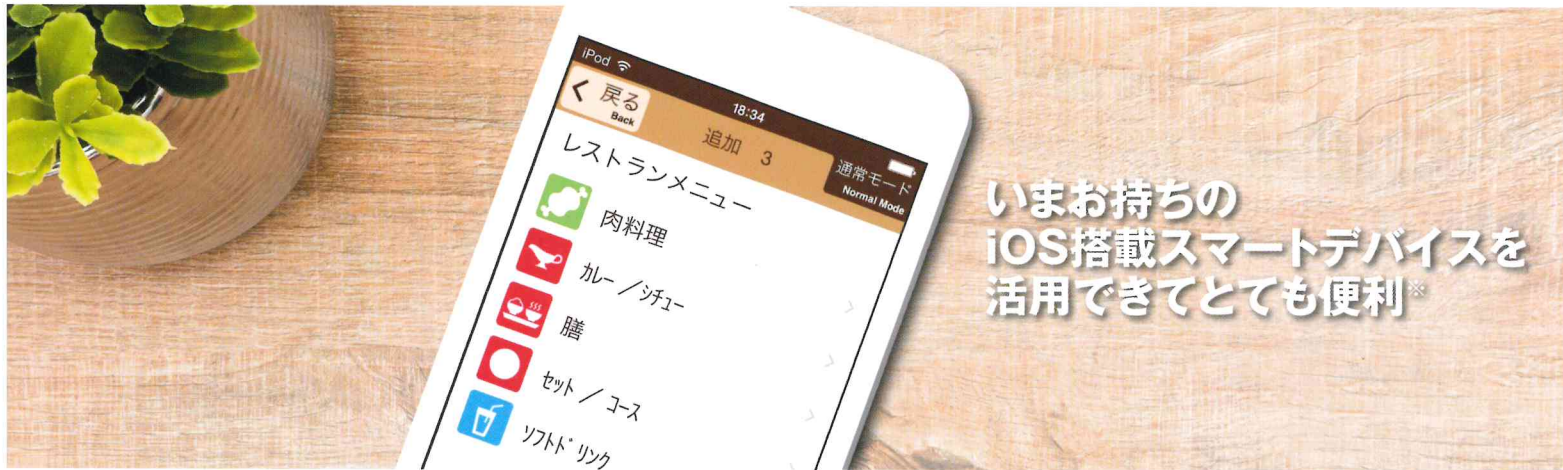 iPod
18:34
戻る
Back
追加 3
通常モード
Normal Mode
レストランメニュー
肉料理
ｶﾚｰ ／ｼﾁｭｰ
膳
ｾｯﾄ ／ ｺｰｽ
ｿﾌﾄﾄﾞﾘﾝｸ
いまお持ちの
iOS搭載スマートデバイスを
活用できてとても便利※